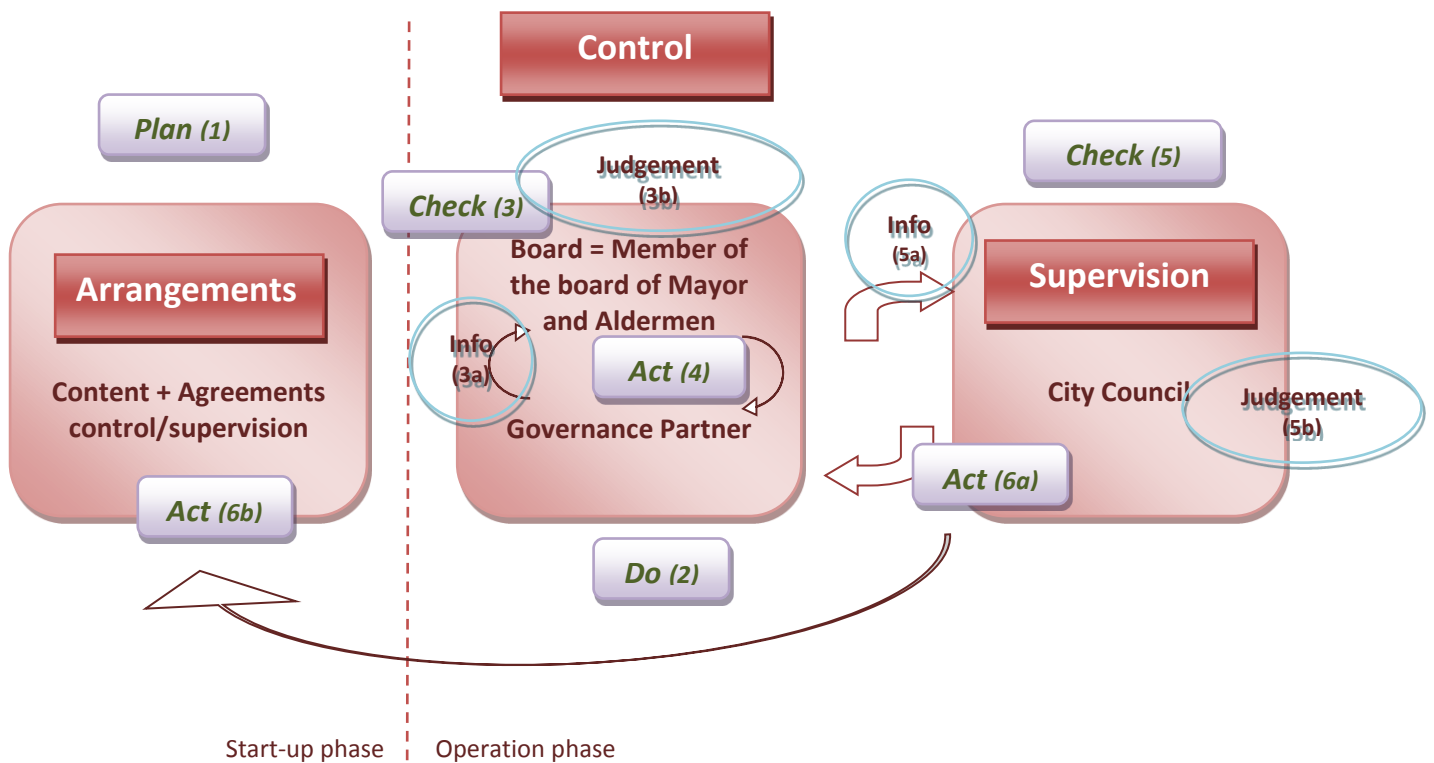 Control
Plan (1)
Check (3)
Judgement
(3b)
Check (5)
Arrangements
Content + Agreements
control/supervision
Act (6b)
Board = Member of
the board of Mayor
and Aldermen
Info
(3a)
Act (4)
Governance Partner
Do (2)
Info
(5a)
Supervision
City Council
Judgement
(5b)
Act (6a)
Start-up phase
Operation phase